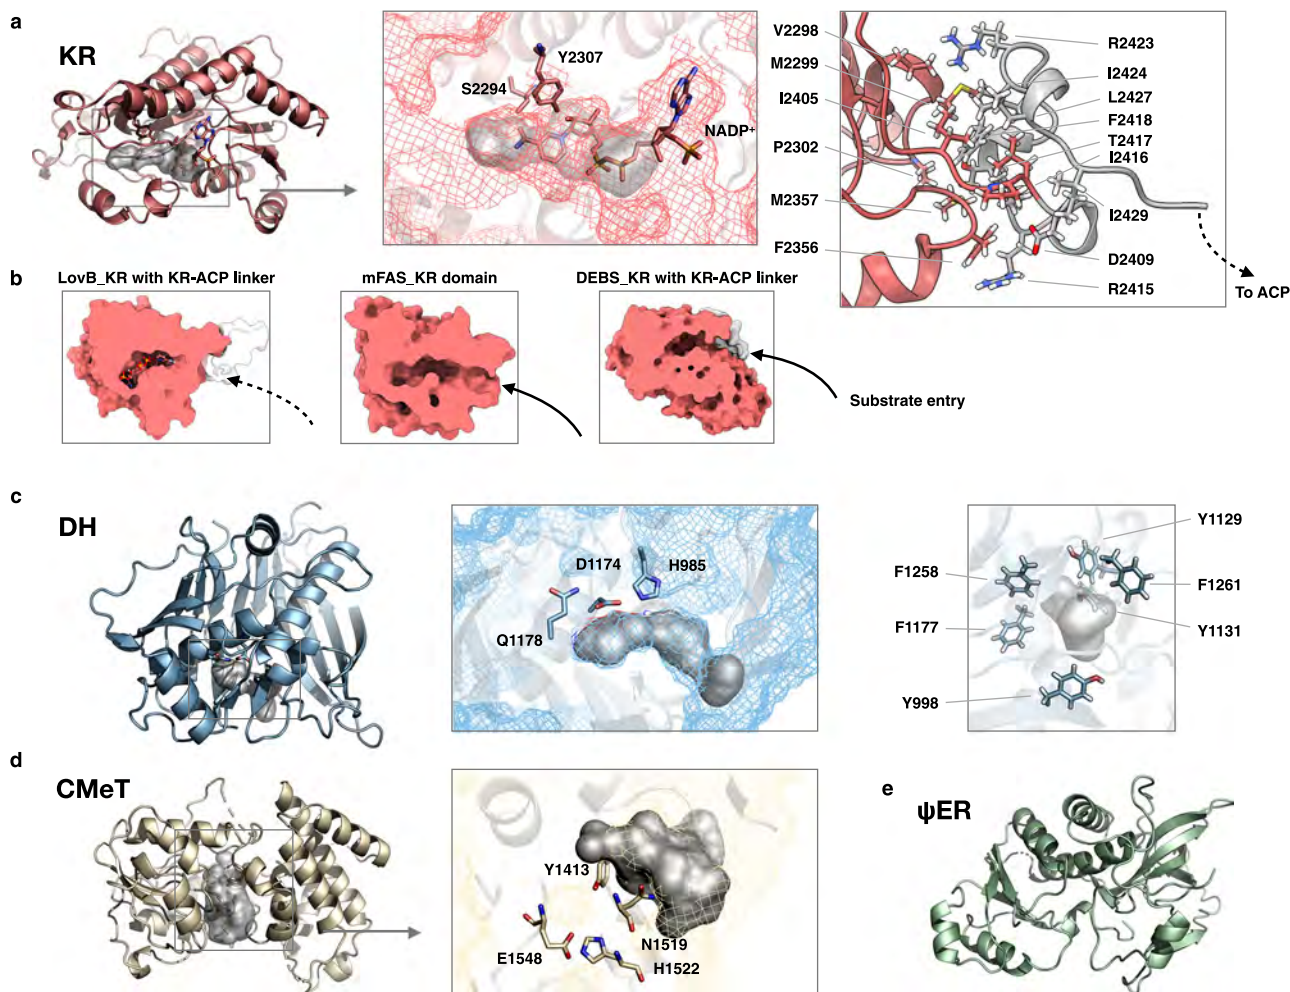 a
KR
S2294
Y2307
NADP+
V2298
M2299
I2405
P2302
M2357
F2356
R2423
I2424
L2427
F2418
T2417
I2416
I2429
D2409
R2415
To ACP
b
LovB_KR with KR-ACP linker
mFAS_KR domain
DEBS_KR with KR-ACP linker
Substrate entry
c
DH
D1174
H985
Q1178
Y1129
F1258
F1261
F1177
Y1131
Y998
d
CMeT
Y1413
E1548
N1519
H1522
e
ψER